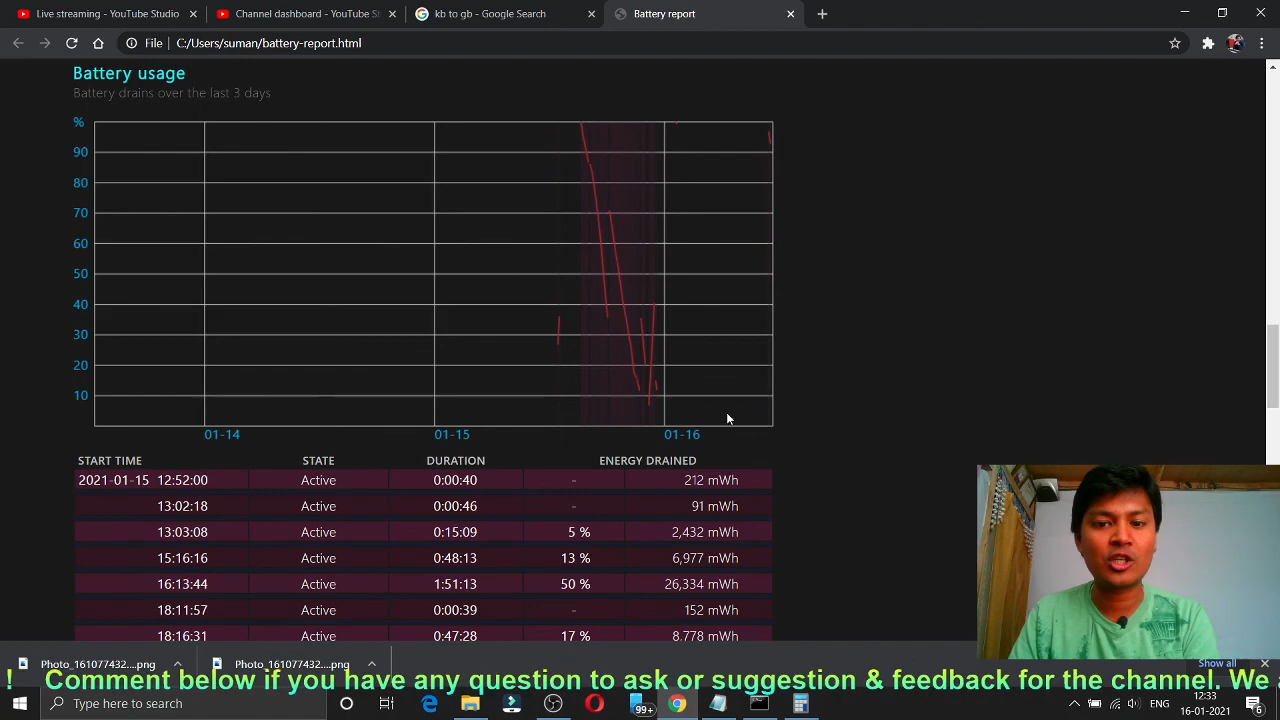 Live streaming - YouTube Studio
Channel dashboard - YouTube St
kb to gb - Google Search
Battery report
File
C:/Users/suman/battery-report.html
Battery usage
Battery drains over the last 3 days
%
90
80
70
60
50
40
30
20
10
01-14 01-15 01-16
START TIME STATE DURATION ENERGY DRAINED
2021-01-15 12:52:00 Active 0:00:40 - 212 mWh
13:02:18 Active 0:00:46 - 91 mWh
13:03:08 Active 0:15:09 5 % 2,432 mWh
15:16:16 Active 0:48:13 13 % 6,977 mWh
16:13:44 Active 1:51:13 50 % 26,334 mWh
18:11:57 Active 0:00:39 - 152 mWh
18:16:31 Active 0:47:28 17 % 8,778 mWh
Photo_161077432....png Photo_161077432....png Show all
! Comment below if you have any question to ask or suggestion & feedback for the channel. We a
Type here to search
99+
12:33
16-01-2021
6